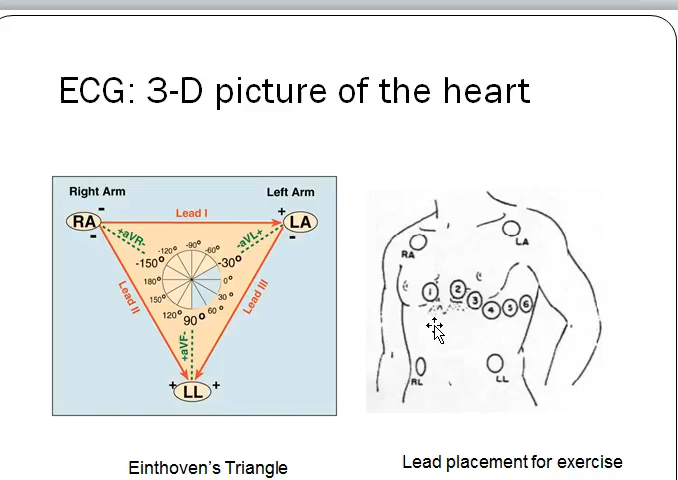 ECG: 3-D picture of the heart
Right Arm
Left Arm
-
+
RA
Lead I
LA
-
-
+aVR-
-aVL+
-120°
-90°
-60°
-150°
-30°
180°
0°
150°
30°
120°
90°
60°
Lead II
Lead III
+aVF-
+
LL
+
RA
LA
1
2
3
4
5
6
RL
LL
Einthoven's Triangle
Lead placement for exercise